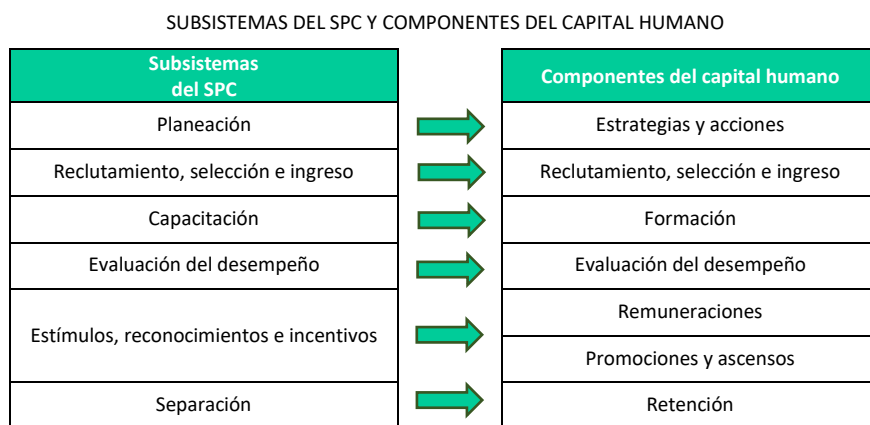 SUBSISTEMAS DEL SPC Y COMPONENTES DEL CAPITAL HUMANO
Subsistemas
del SPC
Componentes del capital humano
Planeación
Estrategias y acciones
Reclutamiento, selección e ingreso
Reclutamiento, selección e ingreso
Capacitación
Formación
Evaluación del desempeño
Evaluación del desempeño
Estímulos, reconocimientos e incentivos
Remuneraciones
Promociones y ascensos
Separación
Retención